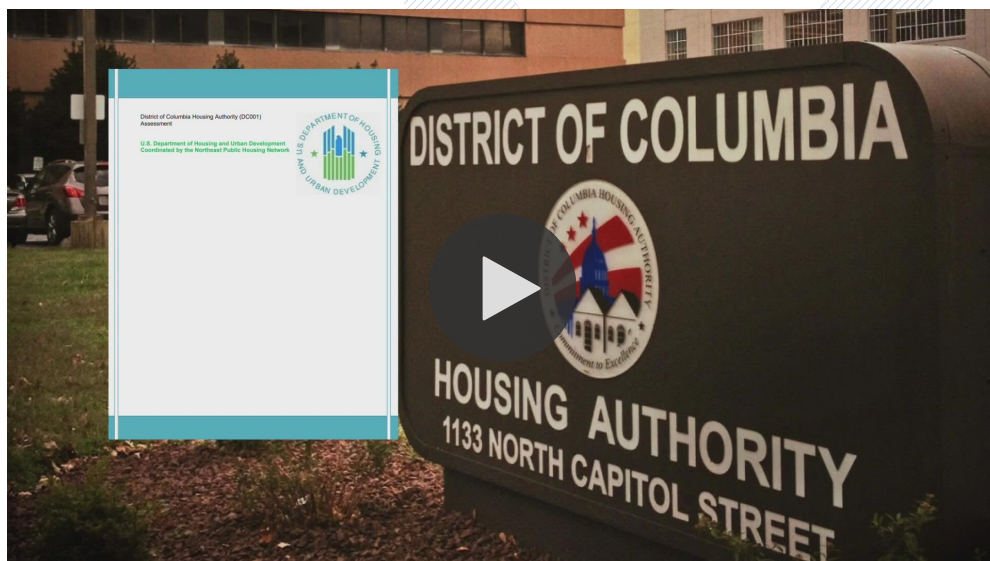 District of Columbia Housing Authority (DC001)
Assessment
U.S. Department of Housing and Urban Development
Coordinated by the Northeast Public Housing Network
U.S. DEPARTMENT OF HOUSING
AND URBAN DEVELOPMENT
DISTRICT OF COLUMBIA
OF COLUMBIA HOUSING AUTHORITY
to Excellence
HOUSING AUTHORITY
1133 NORTH CAPITOL STREET